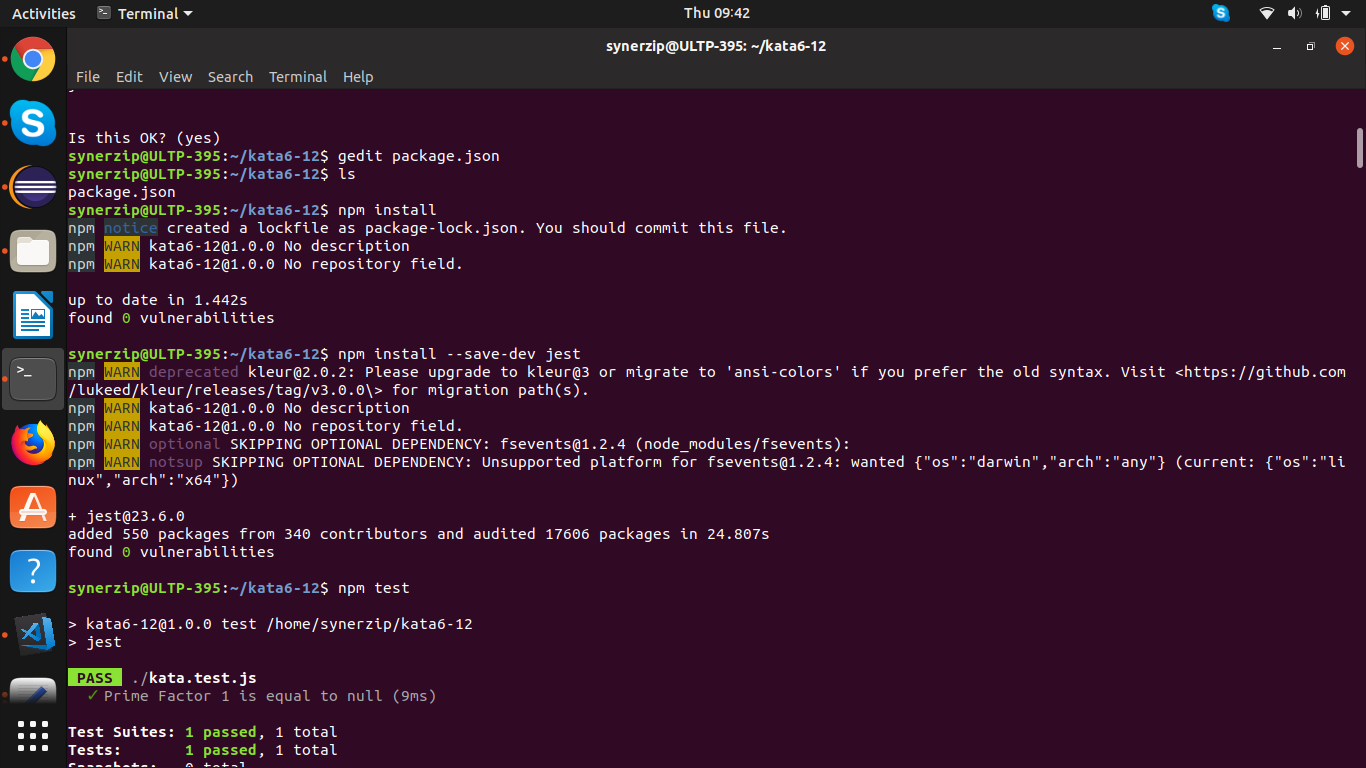 Activities Terminal Thu 09:42
synerzip@ULTP-395: ~/kata6-12
File Edit View Search Terminal Help
Is this OK? (yes)
synerzip@ULTP-395:~/kata6-12$ gedit package.json
synerzip@ULTP-395:~/kata6-12$ ls
package.json
synerzip@ULTP-395:~/kata6-12$ npm install
npm notice created a lockfile as package-lock.json. You should commit this file.
npm WARN kata6-12@1.0.0 No description
npm WARN kata6-12@1.0.0 No repository field.
up to date in 1.442s
found 0 vulnerabilities
synerzip@ULTP-395:~/kata6-12$ npm install --save-dev jest
npm WARN deprecated kleur@2.0.2: Please upgrade to kleur@3 or migrate to 'ansi-colors' if you prefer the old syntax. Visit <https://github.com
/lukeed/kleur/releases/tag/v3.0.0\> for migration path(s).
npm WARN kata6-12@1.0.0 No description
npm WARN kata6-12@1.0.0 No repository field.
npm WARN optional SKIPPING OPTIONAL DEPENDENCY: fsevents@1.2.4 (node_modules/fsevents):
npm WARN notsup SKIPPING OPTIONAL DEPENDENCY: Unsupported platform for fsevents@1.2.4: wanted {"os":"darwin","arch":"any"} (current: {"os":"li
nux","arch":"x64"})
+ jest@23.6.0
added 550 packages from 340 contributors and audited 17606 packages in 24.807s
found 0 vulnerabilities
synerzip@ULTP-395:~/kata6-12$ npm test
> kata6-12@1.0.0 test /home/synerzip/kata6-12
> jest
PASS ./kata.test.js
✓ Prime Factor 1 is equal to null (9ms)
Test Suites: 1 passed, 1 total
Tests: 1 passed, 1 total
Snapshots: 0 total